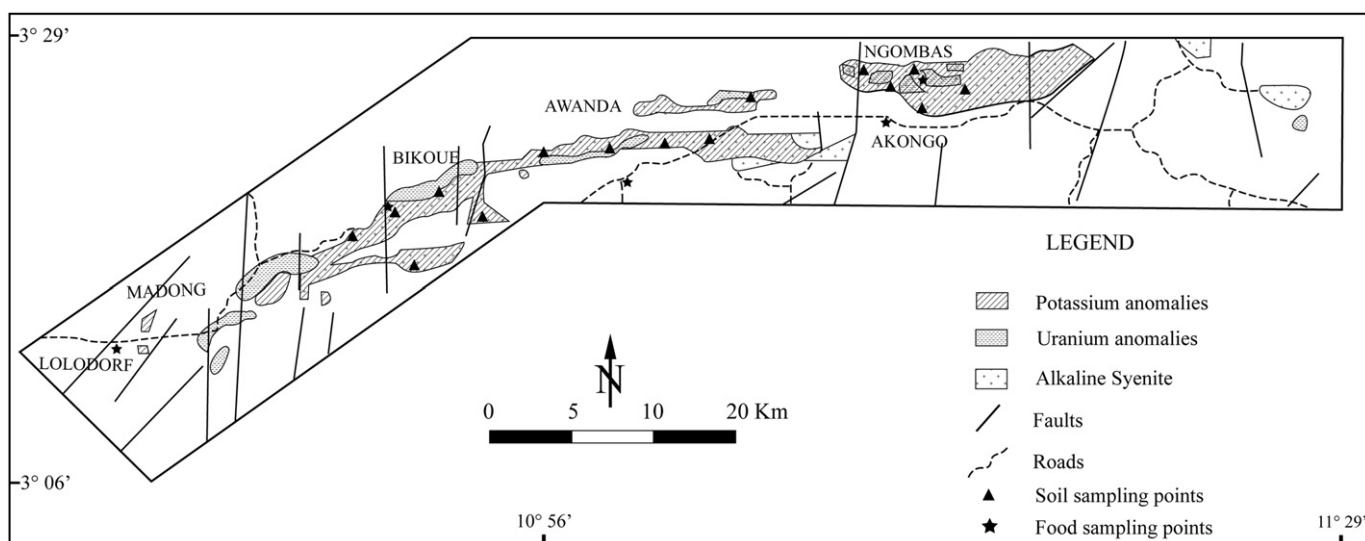 3° 29’
NGOMBAS
AWANDA
AKONGO
BIKOUE
LEGEND
MADONG
Potassium anomalies
Uranium anomalies
LOLODORF
Alkaline Syenite
N
0 5 10 20 Km
Faults
Roads
3° 06’
Soil sampling points
10° 56’
11° 29’
Food sampling points